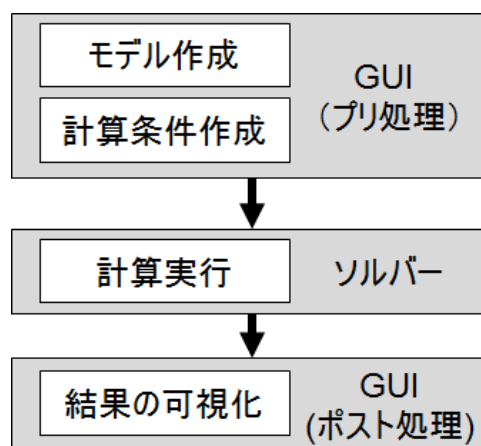 モデル作成
計算条件作成
GUI
（プリ処理）
計算実行
ソルバー
結果の可視化
GUI
(ポスト処理)